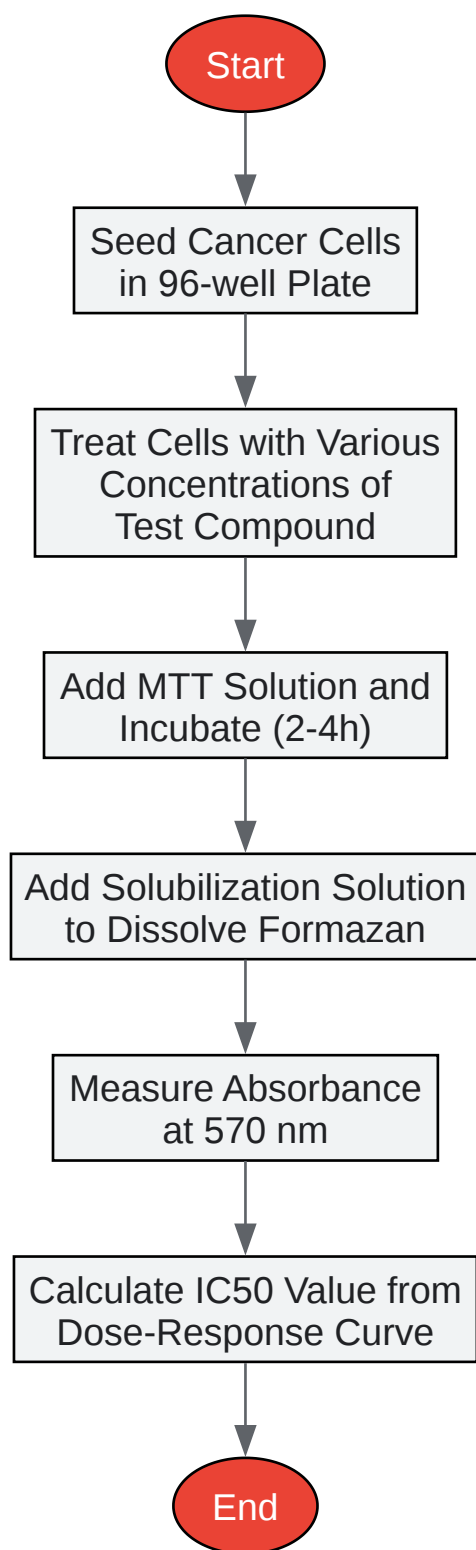 Start
Seed Cancer Cells
in 96-well Plate
Treat Cells with Various
Concentrations of
Test Compound
Add MTT Solution and
Incubate (2-4h)
Add Solubilization Solution
to Dissolve Formazan
Measure Absorbance
at 570 nm
Calculate IC50 Value from
Dose-Response Curve
End